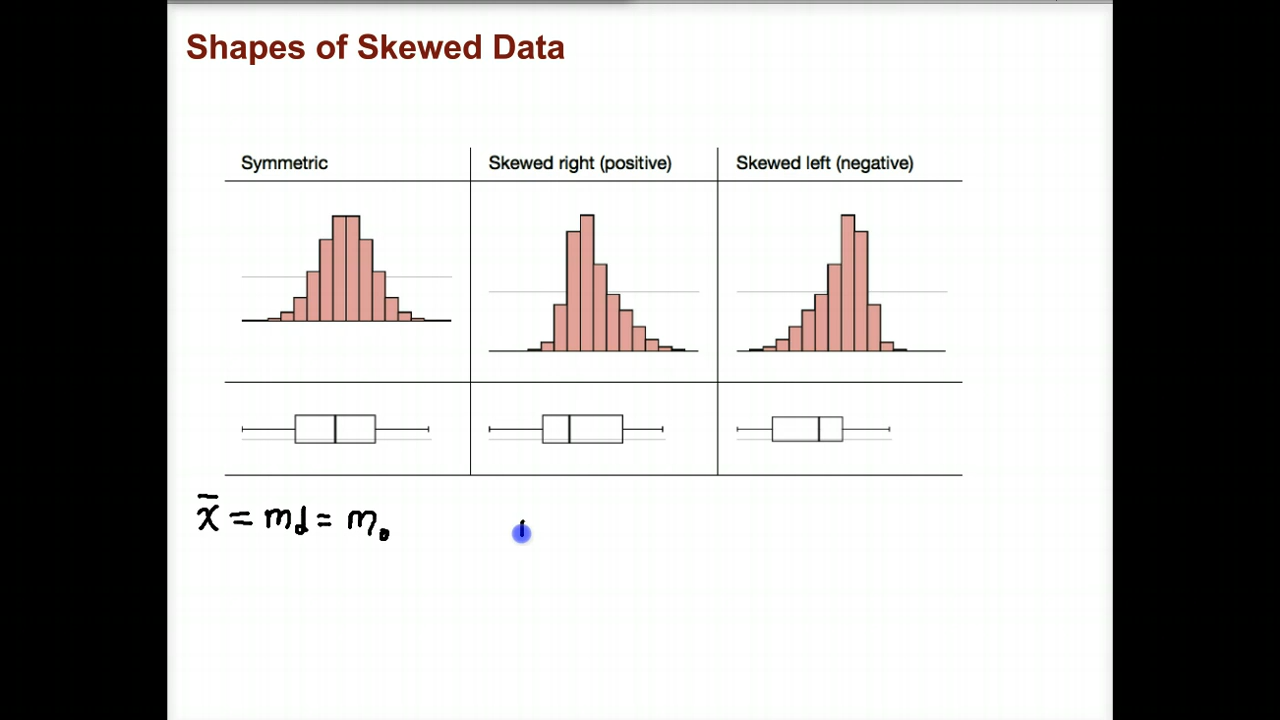 Shapes of Skewed Data
Symmetric
Skewed right (positive)
Skewed left (negative)
x̄ = md = mo